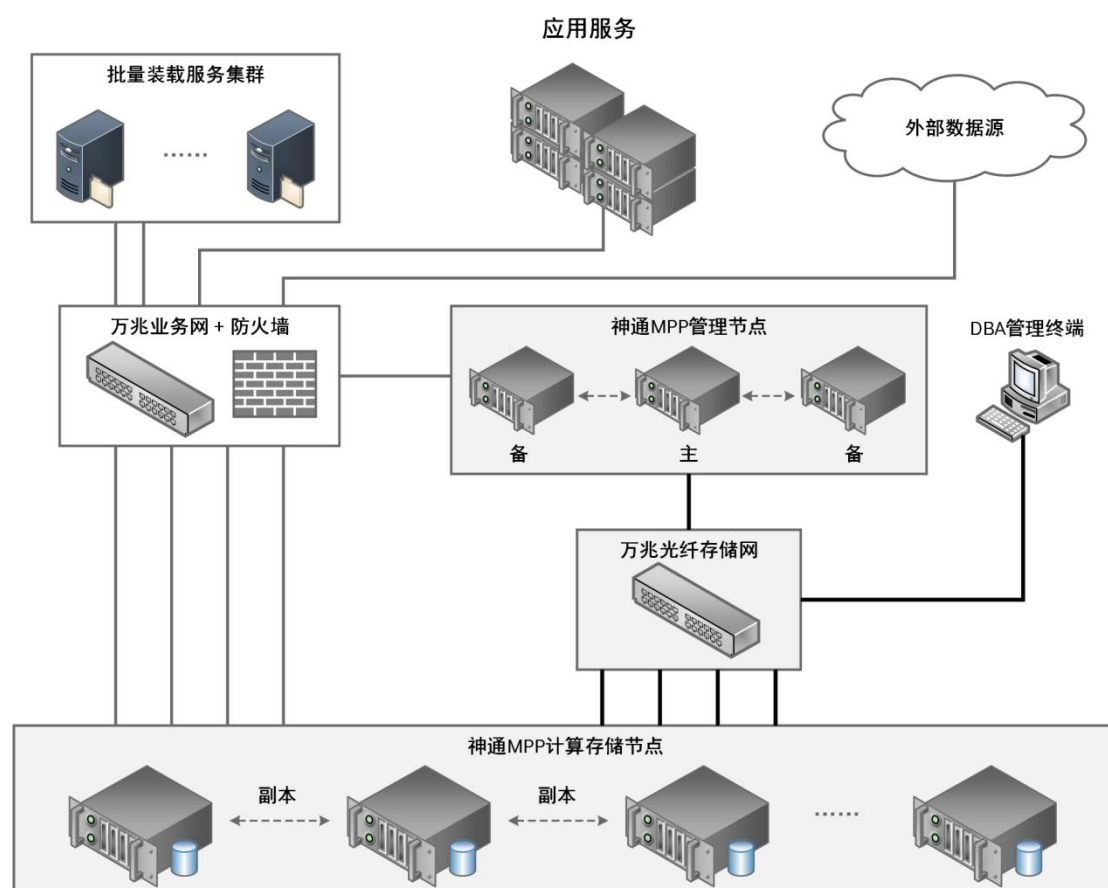 应用服务
批量装载服务集群
......
外部数据源
万兆业务网 + 防火墙
神通MPP管理节点
DBA管理终端
备
主
备
万兆光纤存储网
神通MPP计算存储节点
副本
副本
......